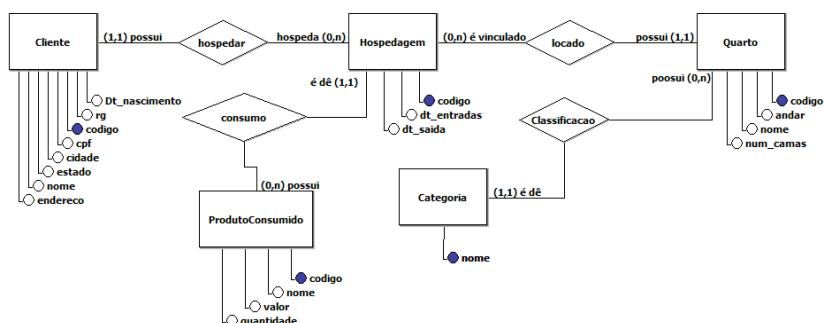 Cliente
(1,1) possui
hospedar
hospeda (0,n)
Hospedagem
(0,n) é vinculado
locado
possui (1,1)
Quarto
é dê (1,1)
poosui (0,n)
Dt_nascimento
rg
codigo
cpf
cidade
estado
nome
endereco
consumo
codigo
dt_entradas
dt_saida
Classificacao
codigo
andar
nome
num_camas
(0,n) possui
ProdutoConsumido
Categoria
(1,1) é dê
nome
codigo
nome
valor
quantidade